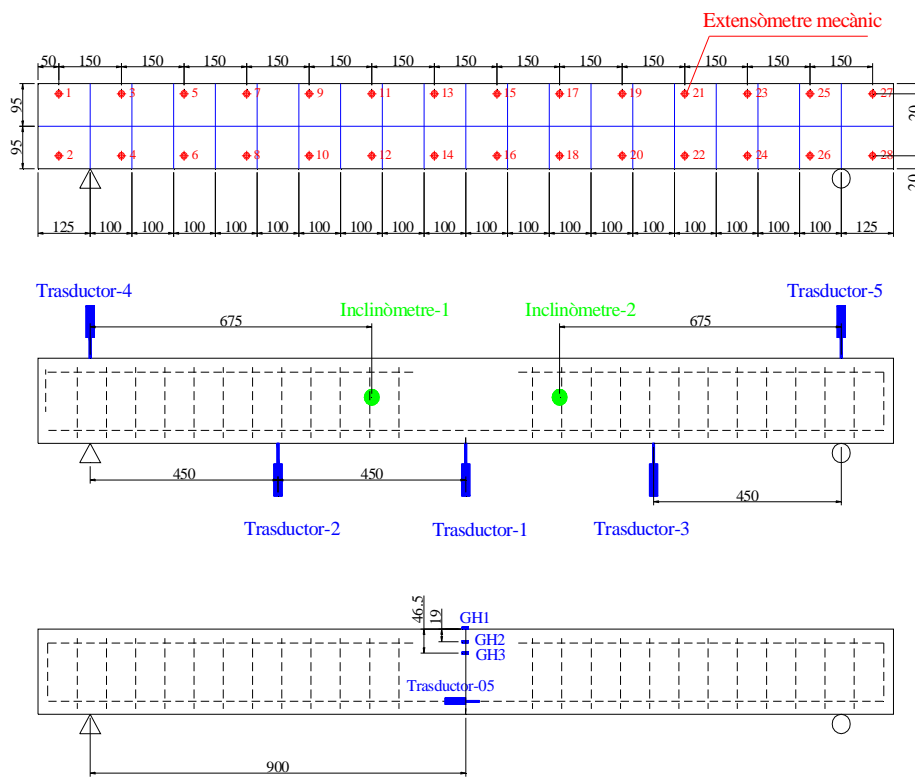 Extensòmetre mecànic
50 150 150 150 150 150 150 150 150 150 150 150 150 150
95 1 3 5 7 9 11 13 15 17 19 21 23 25 27 20
95 2 4 6 8 10 12 14 16 18 20 22 24 26 28 20
125 100 100 100 100 100 100 100 100 100 100 100 100 100 100 100 125
Trasductor-4 Inclinòmetre-1 Inclinòmetre-2 Trasductor-5
675 675
450 450 450
Trasductor-2 Trasductor-1 Trasductor-3
46.5 19 GH1
GH2
GH3
Trasductor-05
900